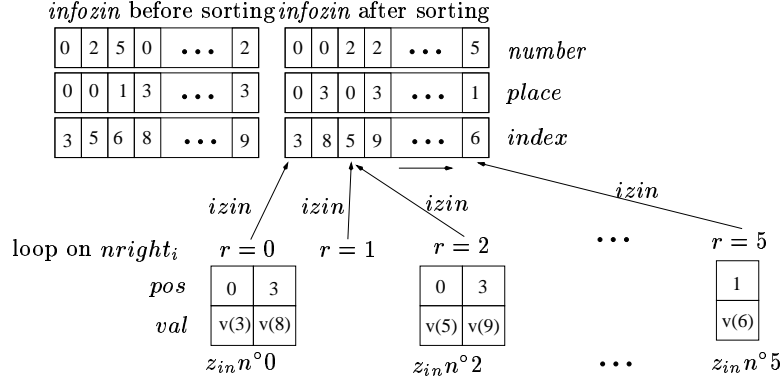 infozin before sorting infozin after sorting
0 2 5 0 ... 2 0 0 2 2 ... 5 number
0 0 1 3 ... 3 0 3 0 3 ... 1 place
3 5 6 8 ... 9 3 8 5 9 ... 6 index
izin izin izin izin
loop on nright_i r = 0 r = 1 r = 2 ... r = 5
pos 0 3 0 3 1
val v(3) v(8) v(5) v(9) v(6)
z_in n°0 z_in n°2 ... z_in n°5